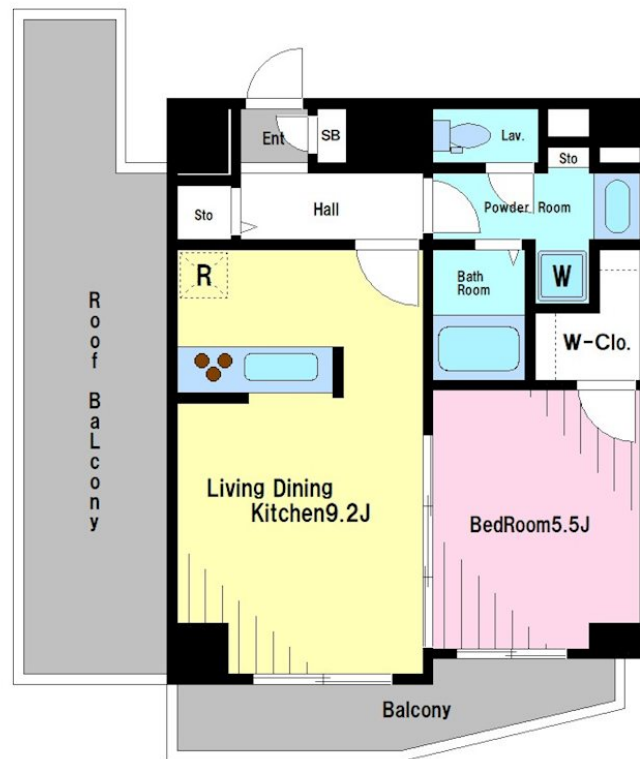 Ent
SB
Lav.
Sto
Sto
Hall
Powder Room
R
Bath
Room
W
W-Clo.
Roof BaLcony
Living Dining
Kitchen9.2J
BedRoom5.5J
Balcony